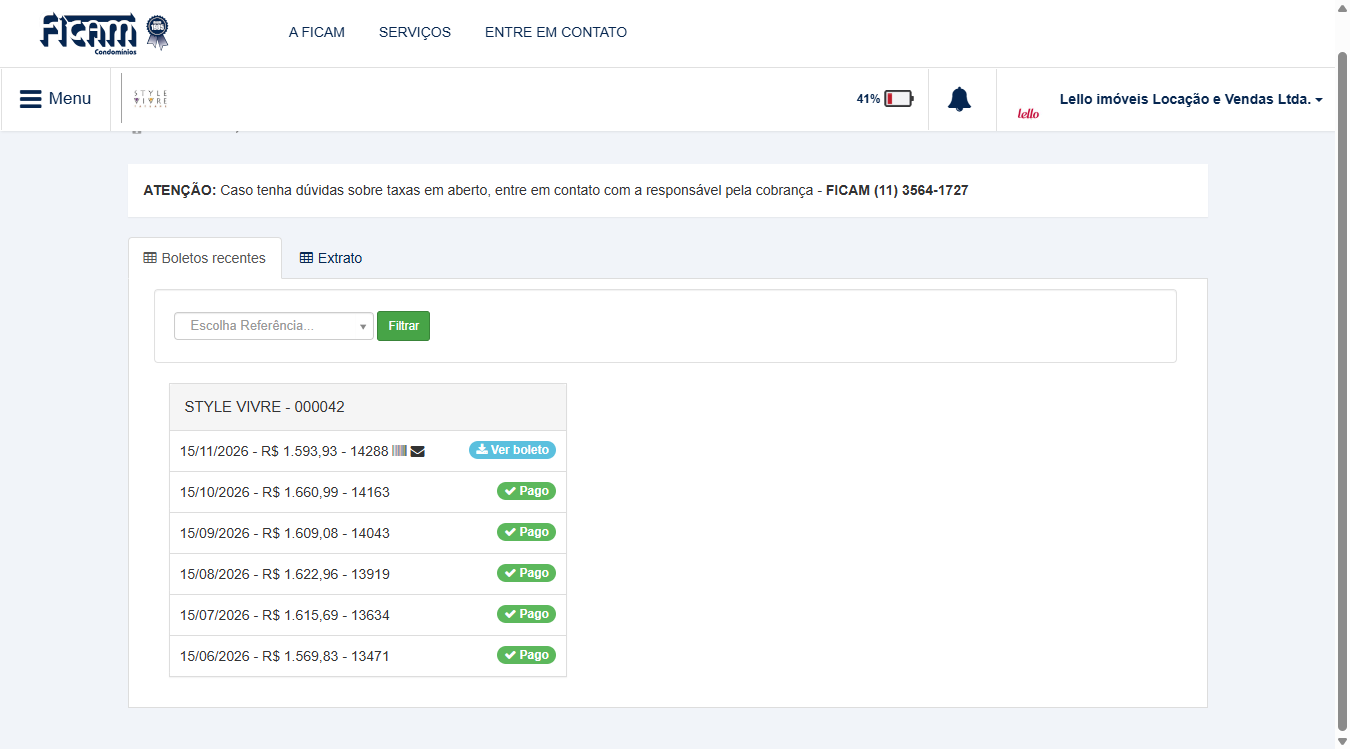 FICAM
Condomínios
1985
A FICAM SERVIÇOS ENTRE EM CONTATO
Menu
STYLE
VIVRE
41%
lello
Lello imóveis Locação e Vendas Ltda.
ATENÇÃO: Caso tenha dúvidas sobre taxas em aberto, entre em contato com a responsável pela cobrança - FICAM (11) 3564-1727
Boletos recentes Extrato
Escolha Referência... Filtrar
STYLE VIVRE - 000042
15/11/2026 - R$ 1.593,93 - 14288 Ver boleto
15/10/2026 - R$ 1.660,99 - 14163 Pago
15/09/2026 - R$ 1.609,08 - 14043 Pago
15/08/2026 - R$ 1.622,96 - 13919 Pago
15/07/2026 - R$ 1.615,69 - 13634 Pago
15/06/2026 - R$ 1.569,83 - 13471 Pago